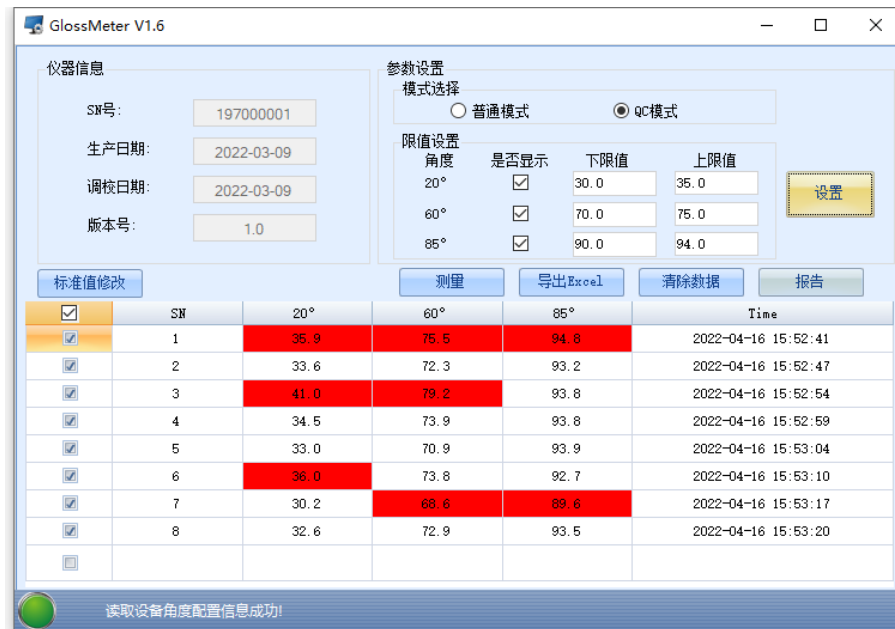 GlossMeter V1.6
仪器信息
SN号: 197000001
生产日期: 2022-03-09
调校日期: 2022-03-09
版本号: 1.0
参数设置
模式选择
普通模式 QC模式
限值设置
角度 是否显示 下限值 上限值
20° 30.0 35.0
60° 70.0 75.0
85° 90.0 94.0
设置
标准值修改 测量 导出Excel 清除数据 报告
SN 20° 60° 85° Time
1 35.9 75.5 94.8 2022-04-16 15:52:41
2 33.6 72.3 93.2 2022-04-16 15:52:47
3 41.0 79.2 93.8 2022-04-16 15:52:54
4 34.5 73.9 93.8 2022-04-16 15:52:59
5 33.0 70.9 93.9 2022-04-16 15:53:04
6 36.0 73.8 92.7 2022-04-16 15:53:10
7 30.2 68.6 89.6 2022-04-16 15:53:17
8 32.6 72.9 93.5 2022-04-16 15:53:20
读取设备角度配置信息成功!